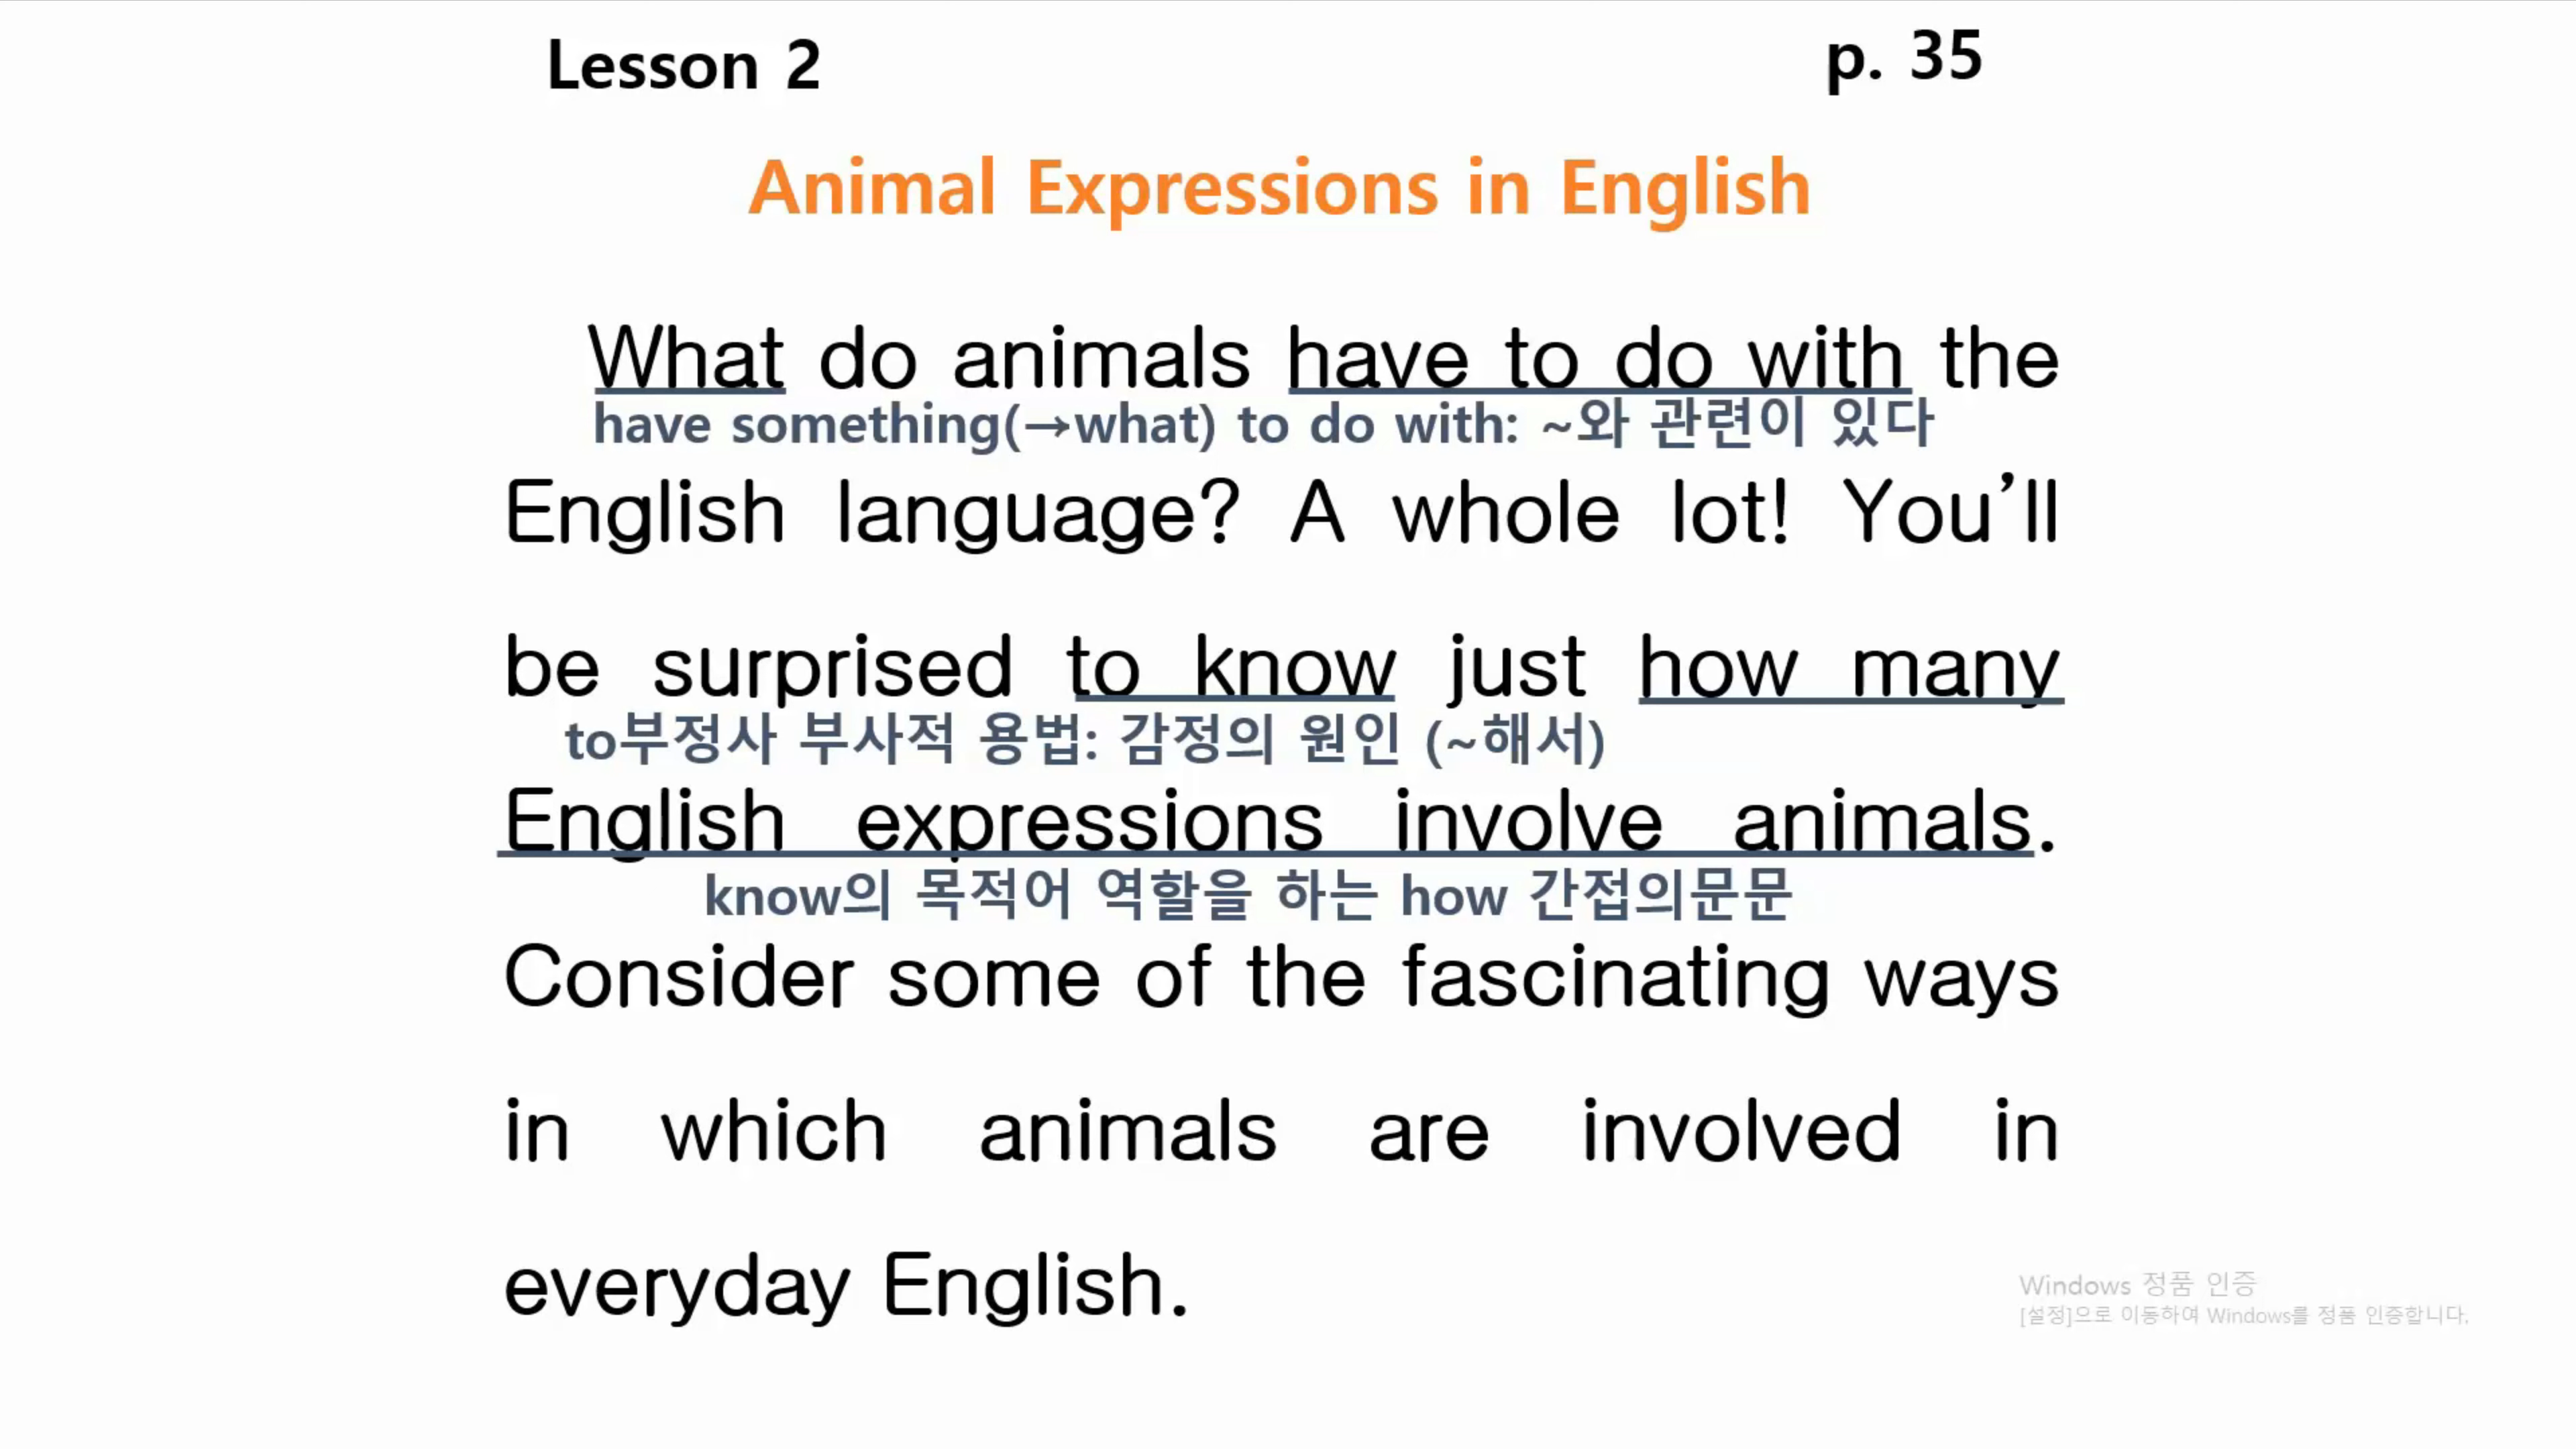 Lesson 2
p. 35
Animal Expressions in English
What do animals have to do with the
have something(→what) to do with: ~와 관련이 있다
English language? A whole lot! You’ll
be surprised to know just how many
to부정사 부사적 용법: 감정의 원인 (~해서)
English expressions involve animals.
know의 목적어 역할을 하는 how 간접의문문
Consider some of the fascinating ways
in which animals are involved in
everyday English.
Windows 정품 인증
[설정]으로 이동하여 Windows를 정품 인증합니다.